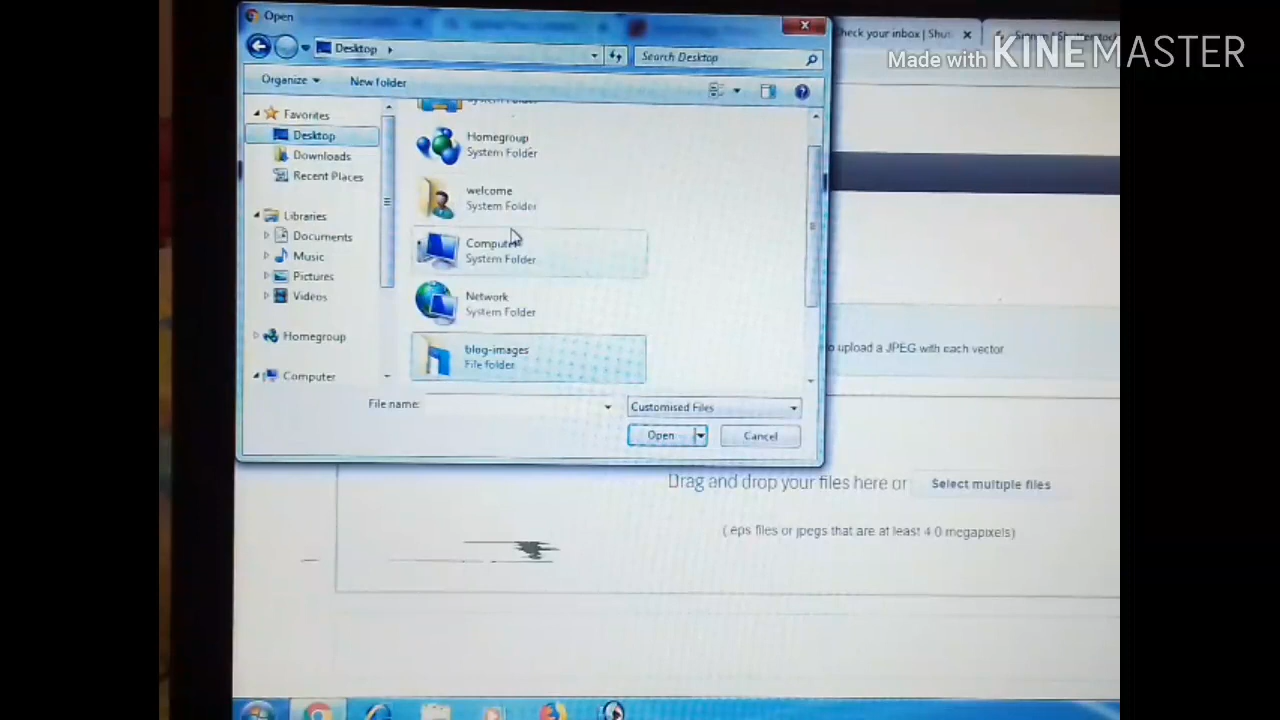 Open
Desktop
Search Desktop
heck your inbox | Shut
Made with KINEMASTER
Organize
New folder
Favorites
Desktop
Downloads
Recent Places
Libraries
Documents
Music
Pictures
Videos
Homegroup
Computer
System Folder
Homegroup
System Folder
welcome
System Folder
Computer
System Folder
Network
System Folder
blog-images
File folder
File name:
Customised Files
Open
Cancel
o upload a JPEG with each vector
Drag and drop your files here or
Select multiple files
(.eps files or jpegs that are at least 4.0 megapixels)